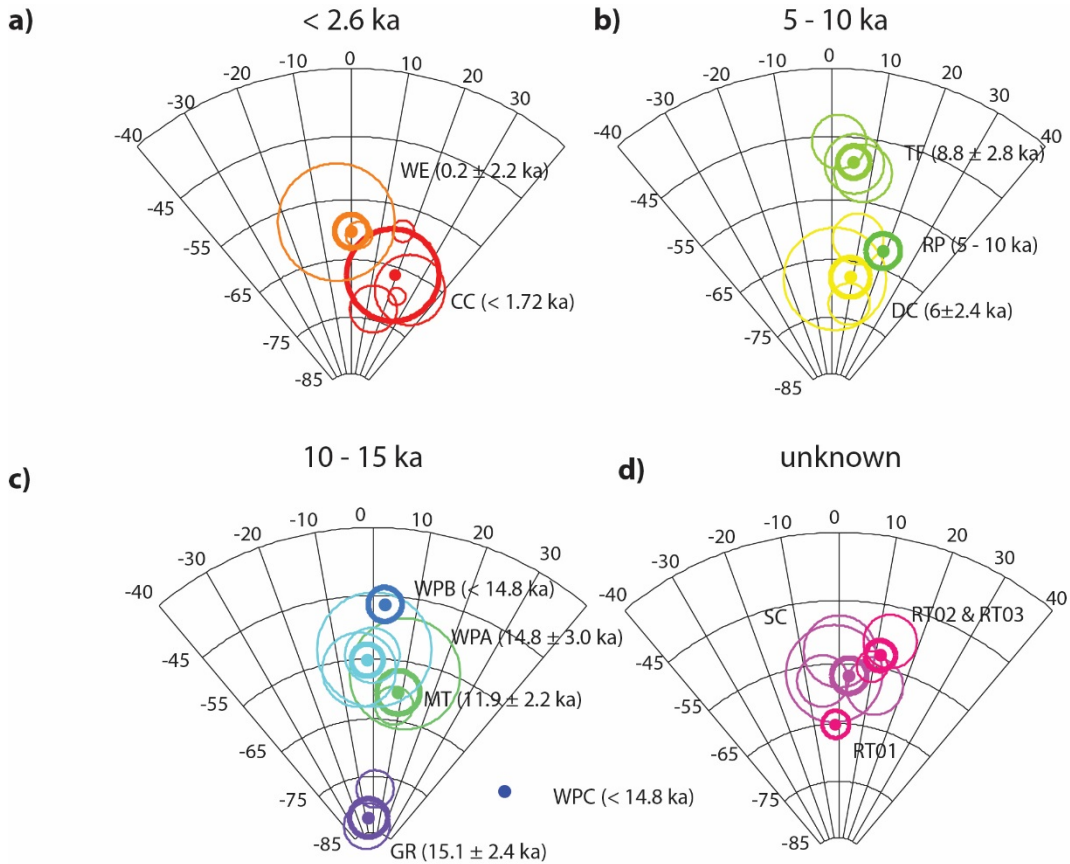 a)
< 2.6 ka
-40
-30
-20
-10
0
10
20
30
WE (0.2 ± 2.2 ka)
-45
-55
-65
-75
-85
CC (< 1.72 ka)
b)
5 - 10 ka
-40
-30
-20
-10
0
10
20
30
40
TF (8.8 ± 2.8 ka)
RP (5 - 10 ka)
DC (6±2.4 ka)
-45
-55
-65
-75
-85
c)
10 - 15 ka
-40
-30
-20
-10
0
10
20
30
WPB (< 14.8 ka)
WPA (14.8 ± 3.0 ka)
MT (11.9 ± 2.2 ka)
-45
-55
-65
-75
-85
GR (15.1 ± 2.4 ka)
WPC (< 14.8 ka)
d)
unknown
-40
-30
-20
-10
0
10
20
30
40
SC
RT02 & RT03
RT01
-45
-55
-65
-75
-85